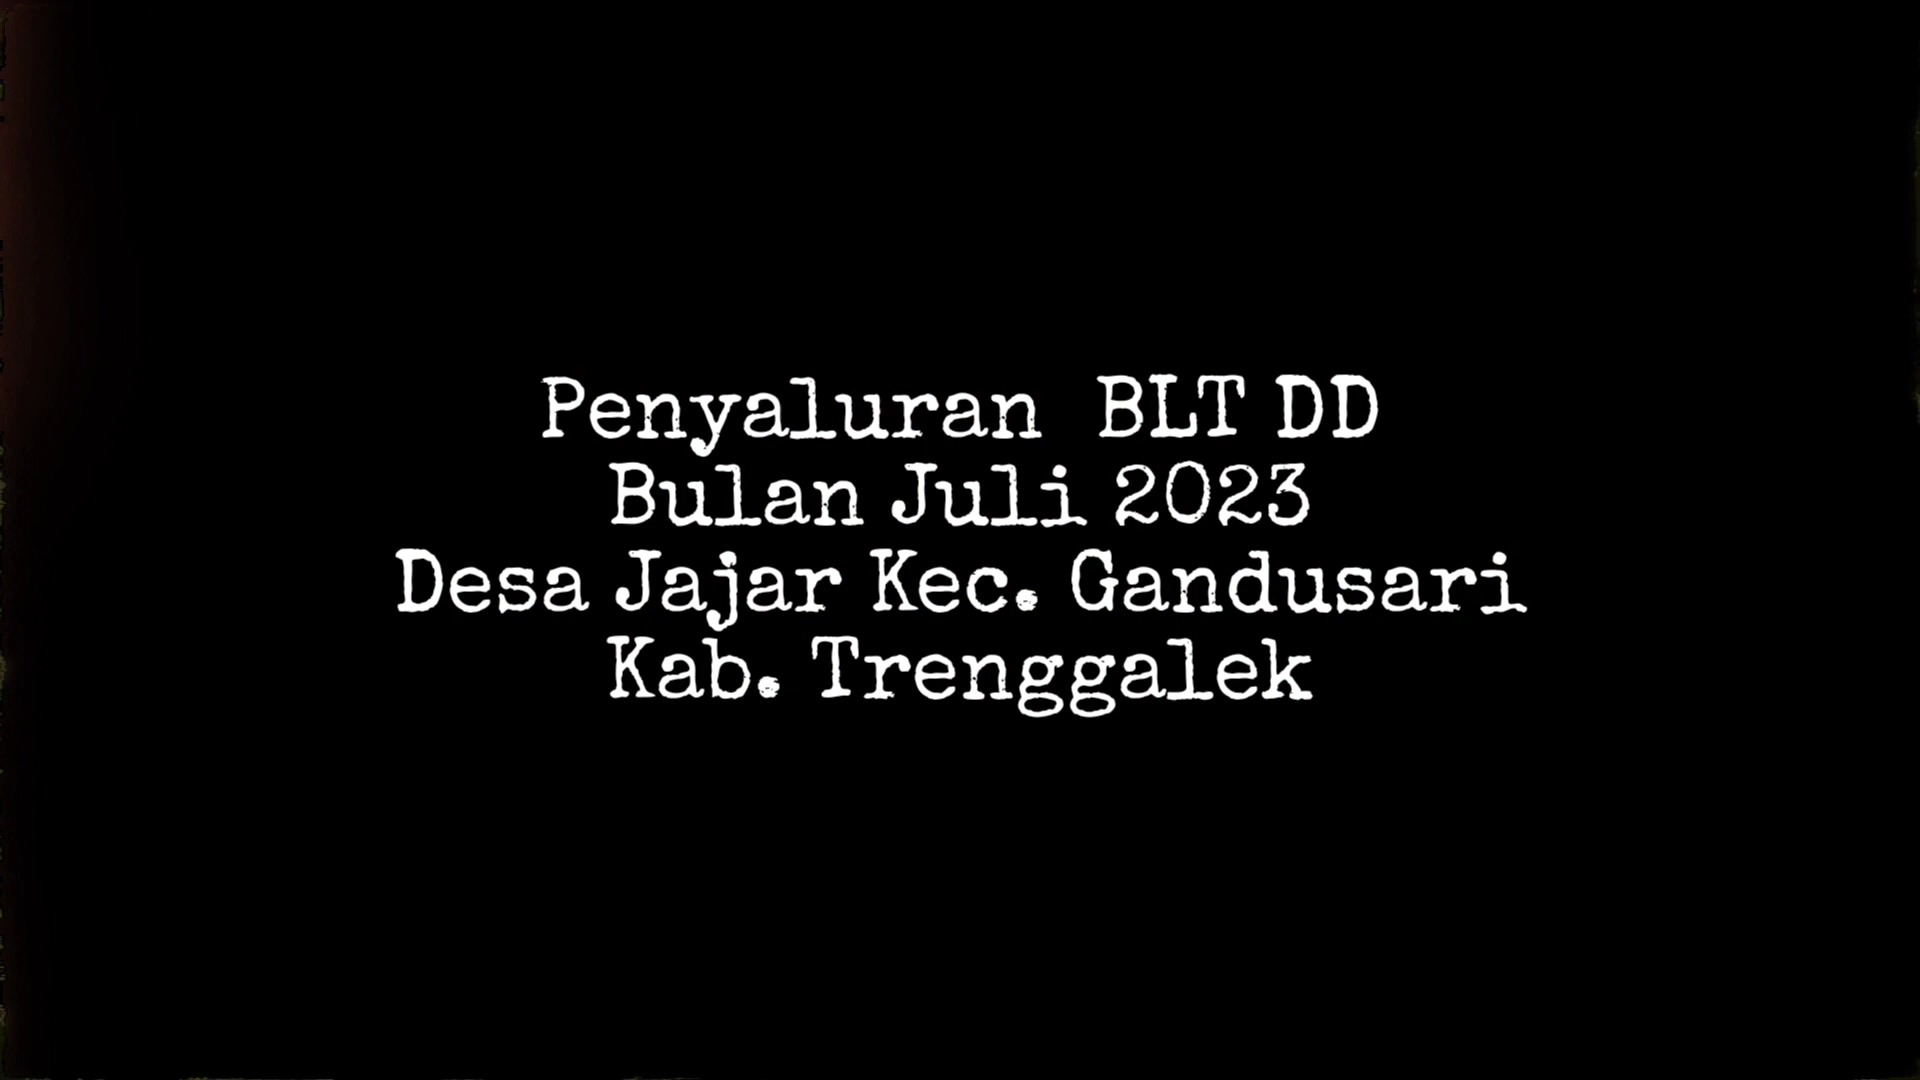 Penyaluran BLT DD
Bulan Juli 2023
Desa Jajar Kec. Gandusari
Kab. Trenggalek